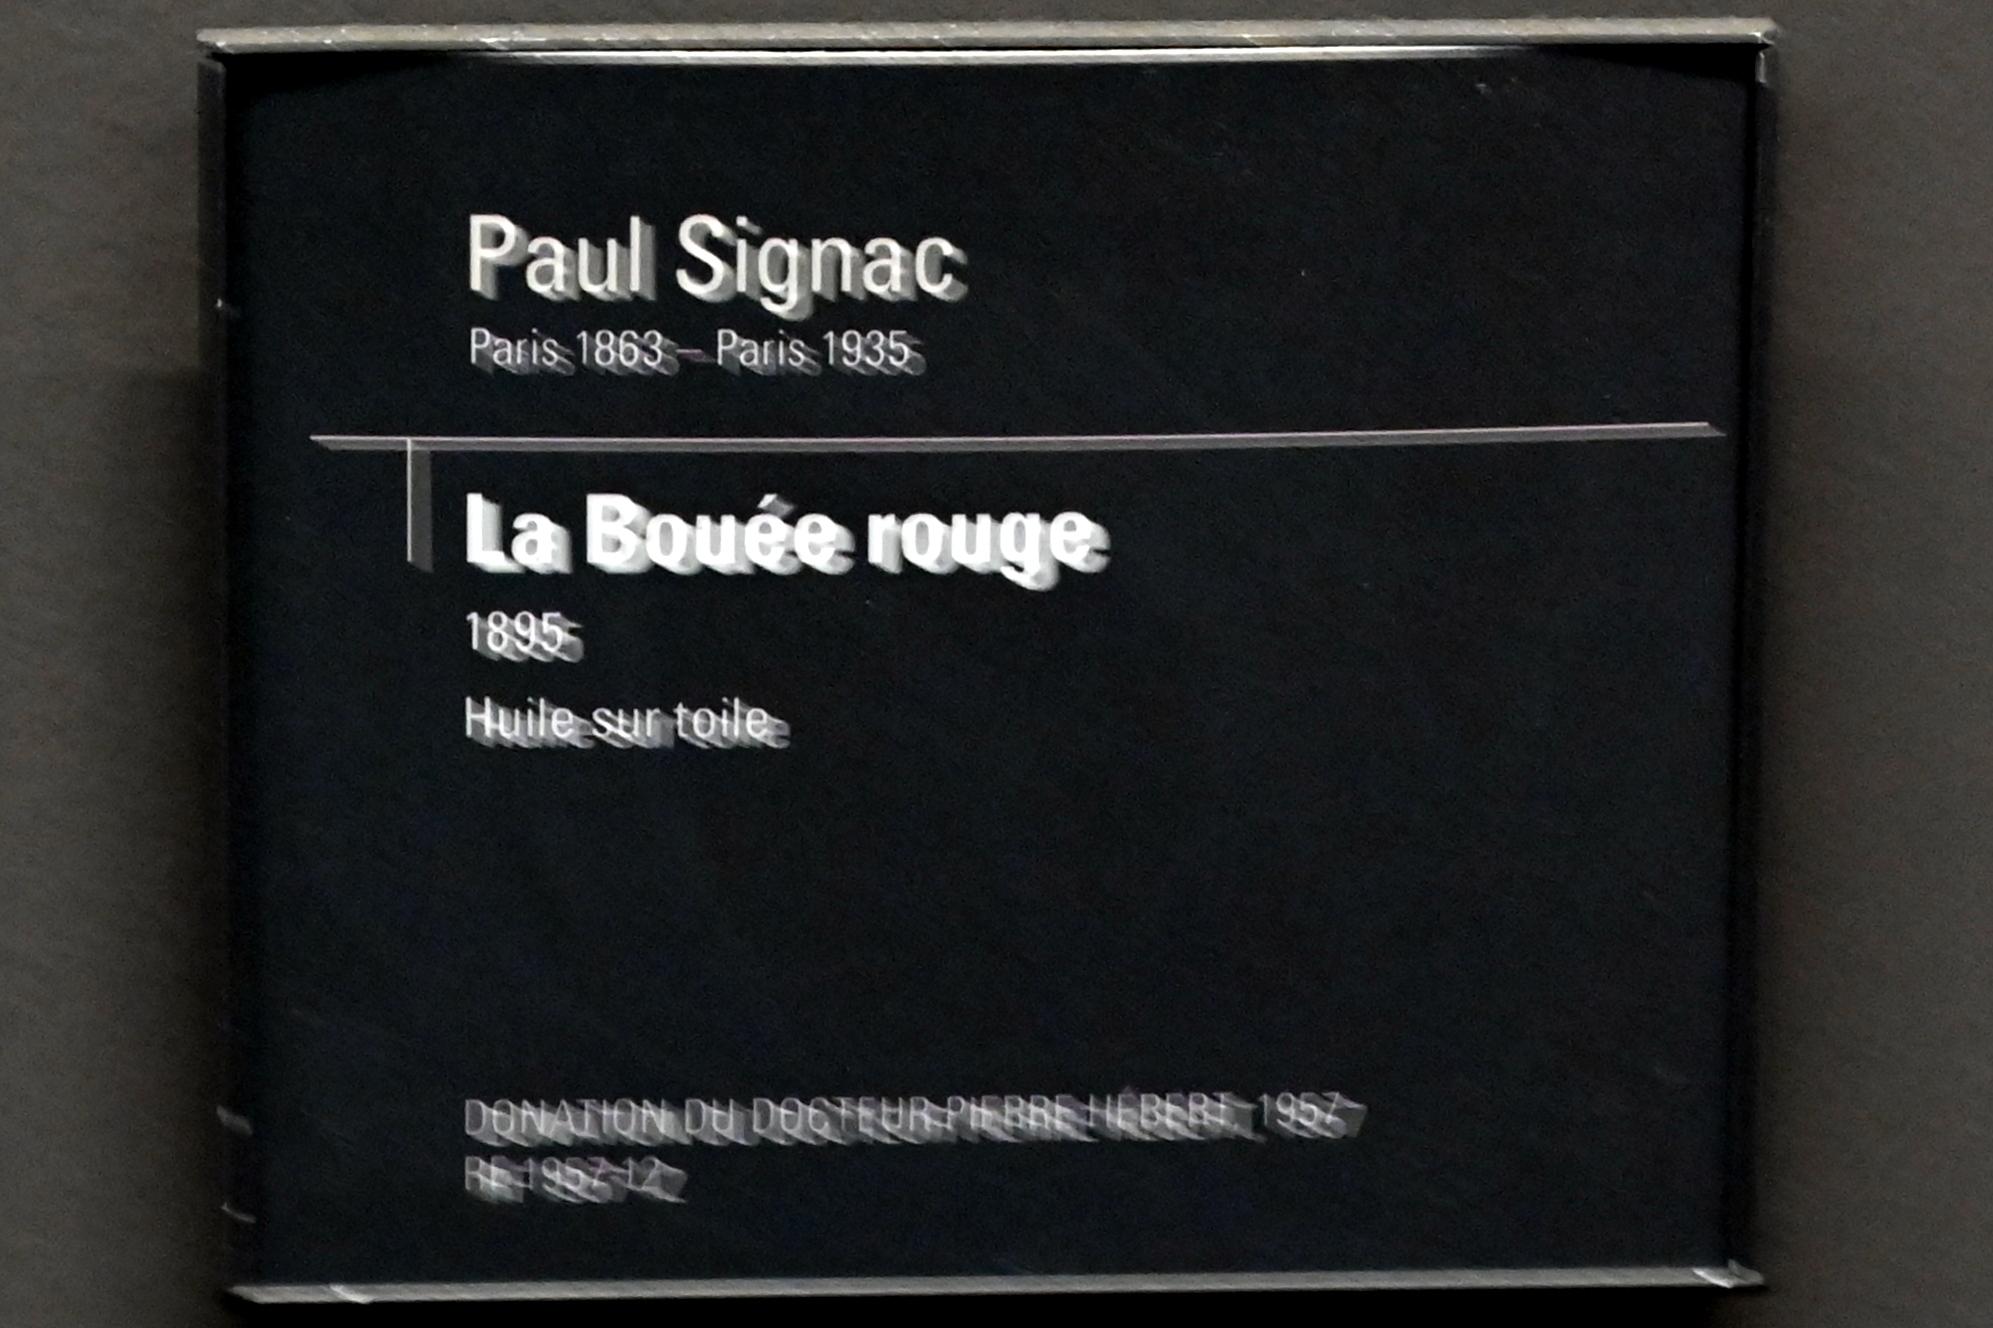 Paul Signac
Paris 1863 – Paris 1935
La Bouée rouge
1895
Huile sur toile
DONATION DU DOCTEUR PIERRE HÉBERT, 1957
RF 1957-12